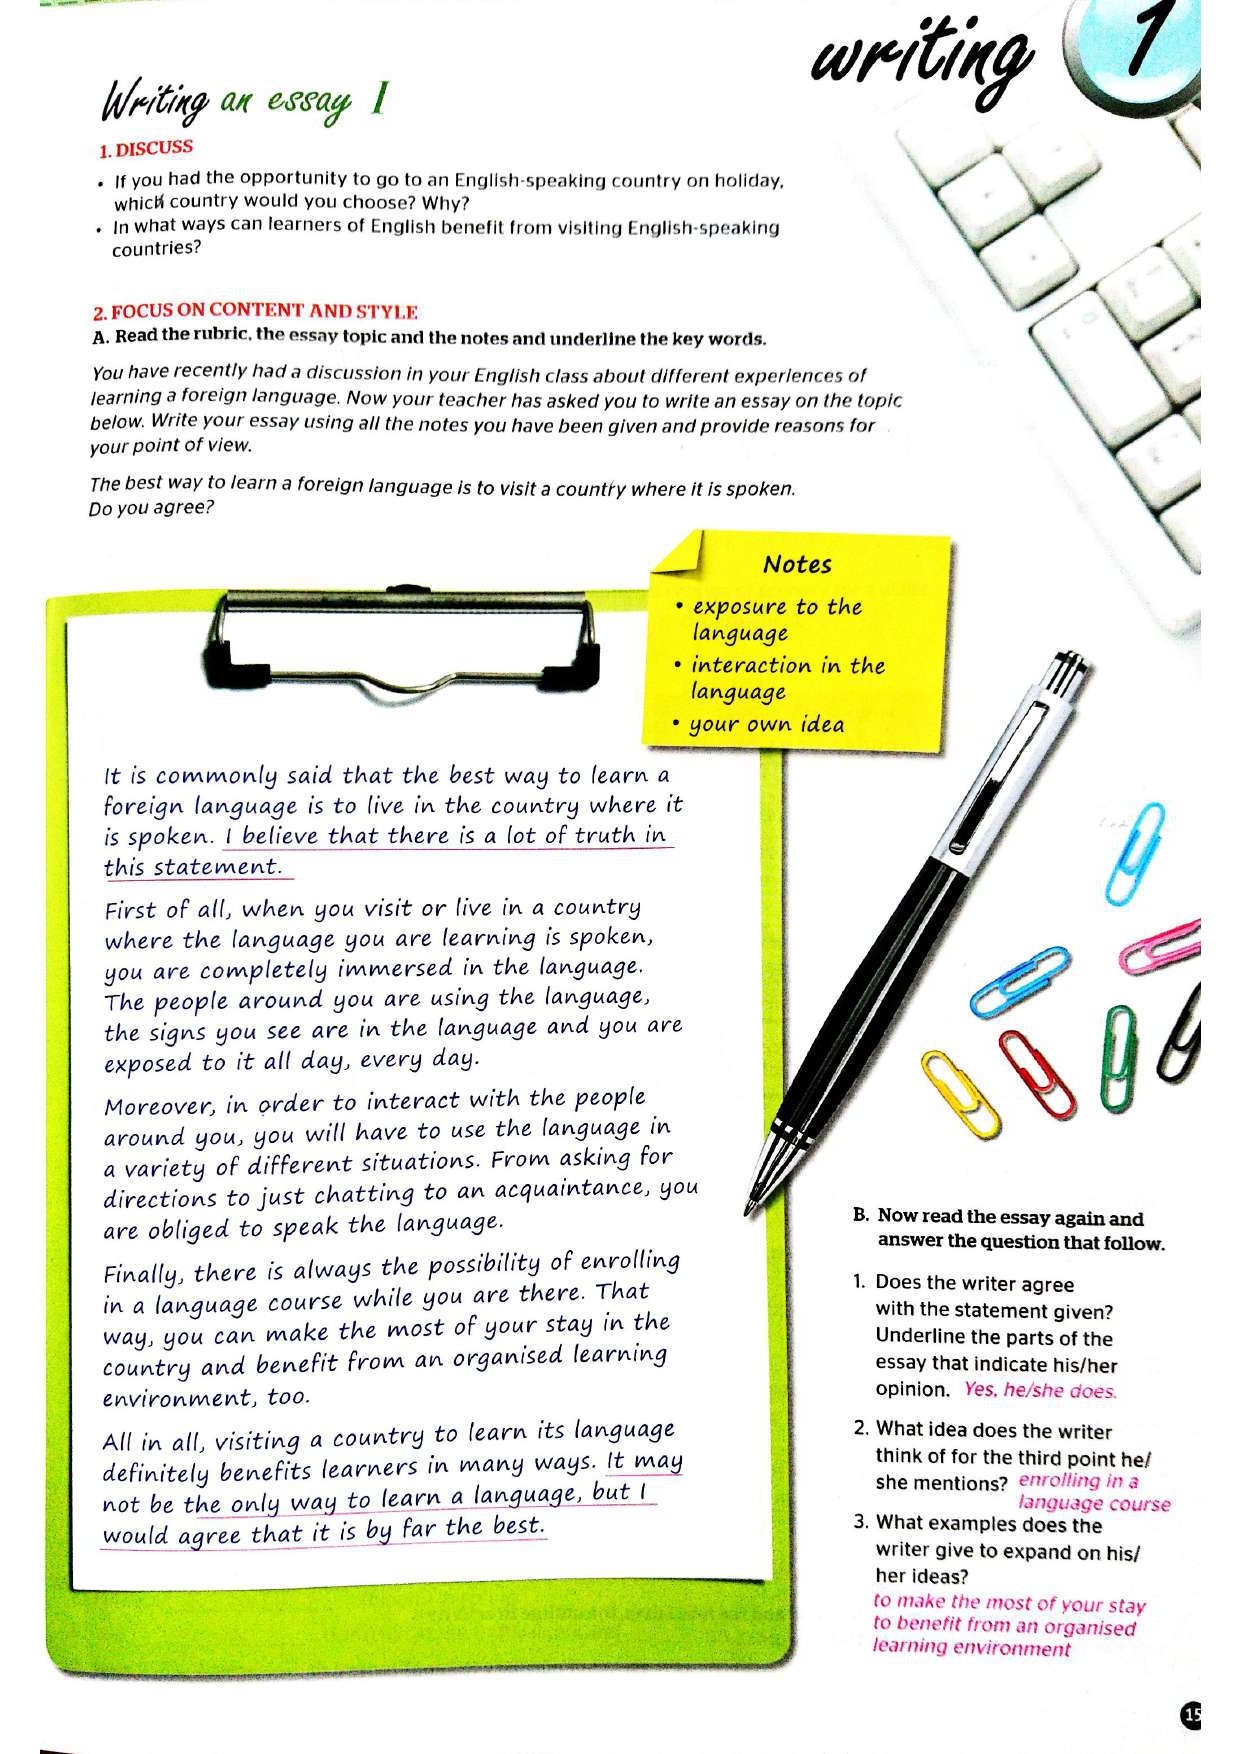 writing 1
Writing an essay I
1. DISCUSS
• If you had the opportunity to go to an English-speaking country on holiday,
which country would you choose? Why?
• In what ways can learners of English benefit from visiting English-speaking
countries?
2. FOCUS ON CONTENT AND STYLE
A. Read the rubric, the essay topic and the notes and underline the key words.
You have recently had a discussion in your English class about different experiences of
learning a foreign language. Now your teacher has asked you to write an essay on the topic
below. Write your essay using all the notes you have been given and provide reasons for
your point of view.
The best way to learn a foreign language is to visit a country where it is spoken.
Do you agree?
Notes
• exposure to the
language
• interaction in the
language
• your own idea
It is commonly said that the best way to learn a
foreign language is to live in the country where it
is spoken. I believe that there is a lot of truth in
this statement.
First of all, when you visit or live in a country
where the language you are learning is spoken,
you are completely immersed in the language.
The people around you are using the language,
the signs you see are in the language and you are
exposed to it all day, every day.
Moreover, in order to interact with the people
around you, you will have to use the language in
a variety of different situations. From asking for
directions to just chatting to an acquaintance, you
are obliged to speak the language.
Finally, there is always the possibility of enrolling
in a language course while you are there. That
way, you can make the most of your stay in the
country and benefit from an organised learning
environment, too.
All in all, visiting a country to learn its language
definitely benefits learners in many ways. It may
not be the only way to learn a language, but I
would agree that it is by far the best.
B. Now read the essay again and
answer the question that follow.
1. Does the writer agree
with the statement given?
Underline the parts of the
essay that indicate his/her
opinion. Yes, he/she does.
2. What idea does the writer
think of for the third point he/
she mentions? enrolling in a
language course
3. What examples does the
writer give to expand on his/
her ideas?
to make the most of your stay
to benefit from an organised
learning environment
15